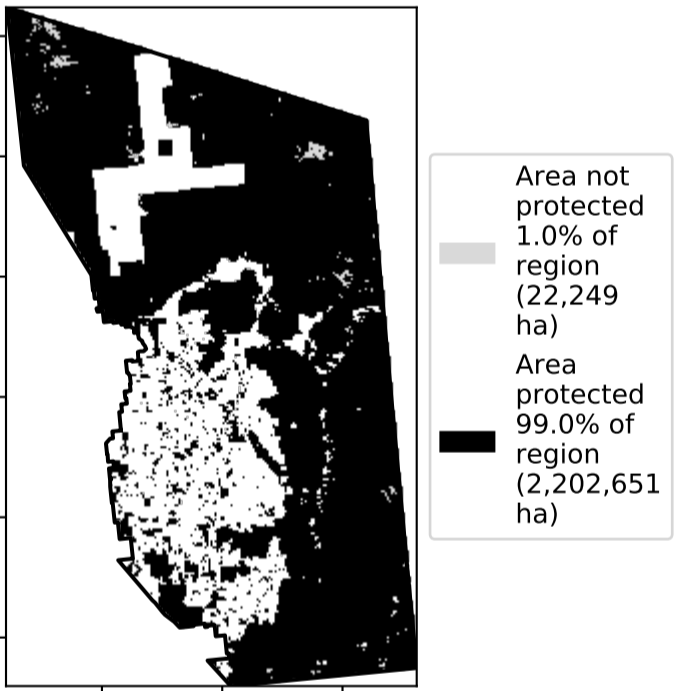 Area not
protected
1.0% of
region
(22,249
ha)
Area
protected
99.0% of
region
(2,202,651
ha)